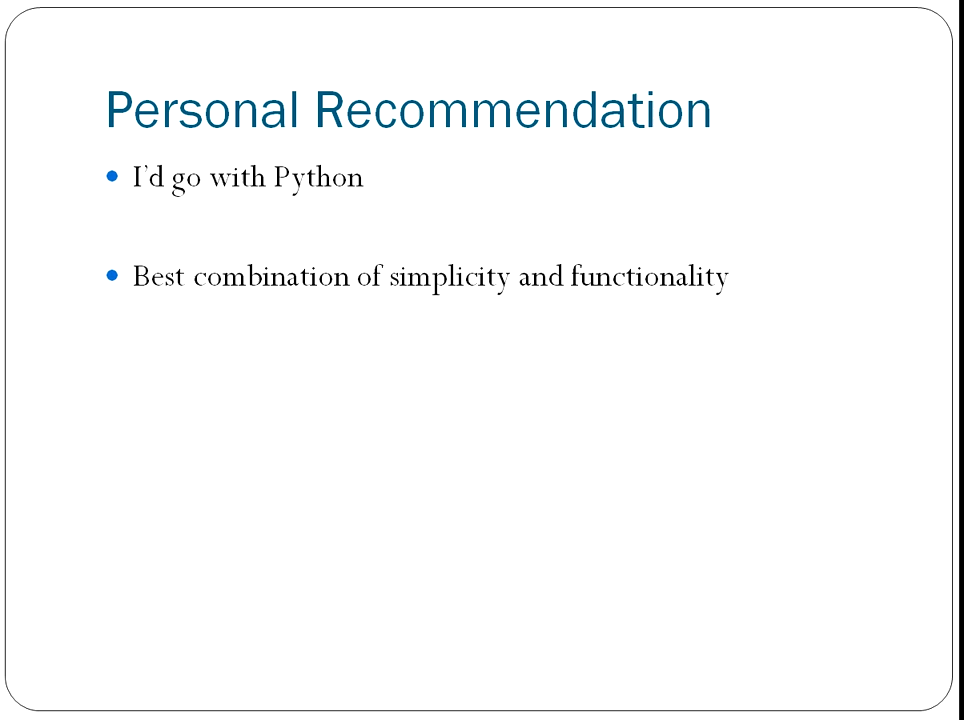 Personal Recommendation
I’d go with Python
Best combination of simplicity and functionality